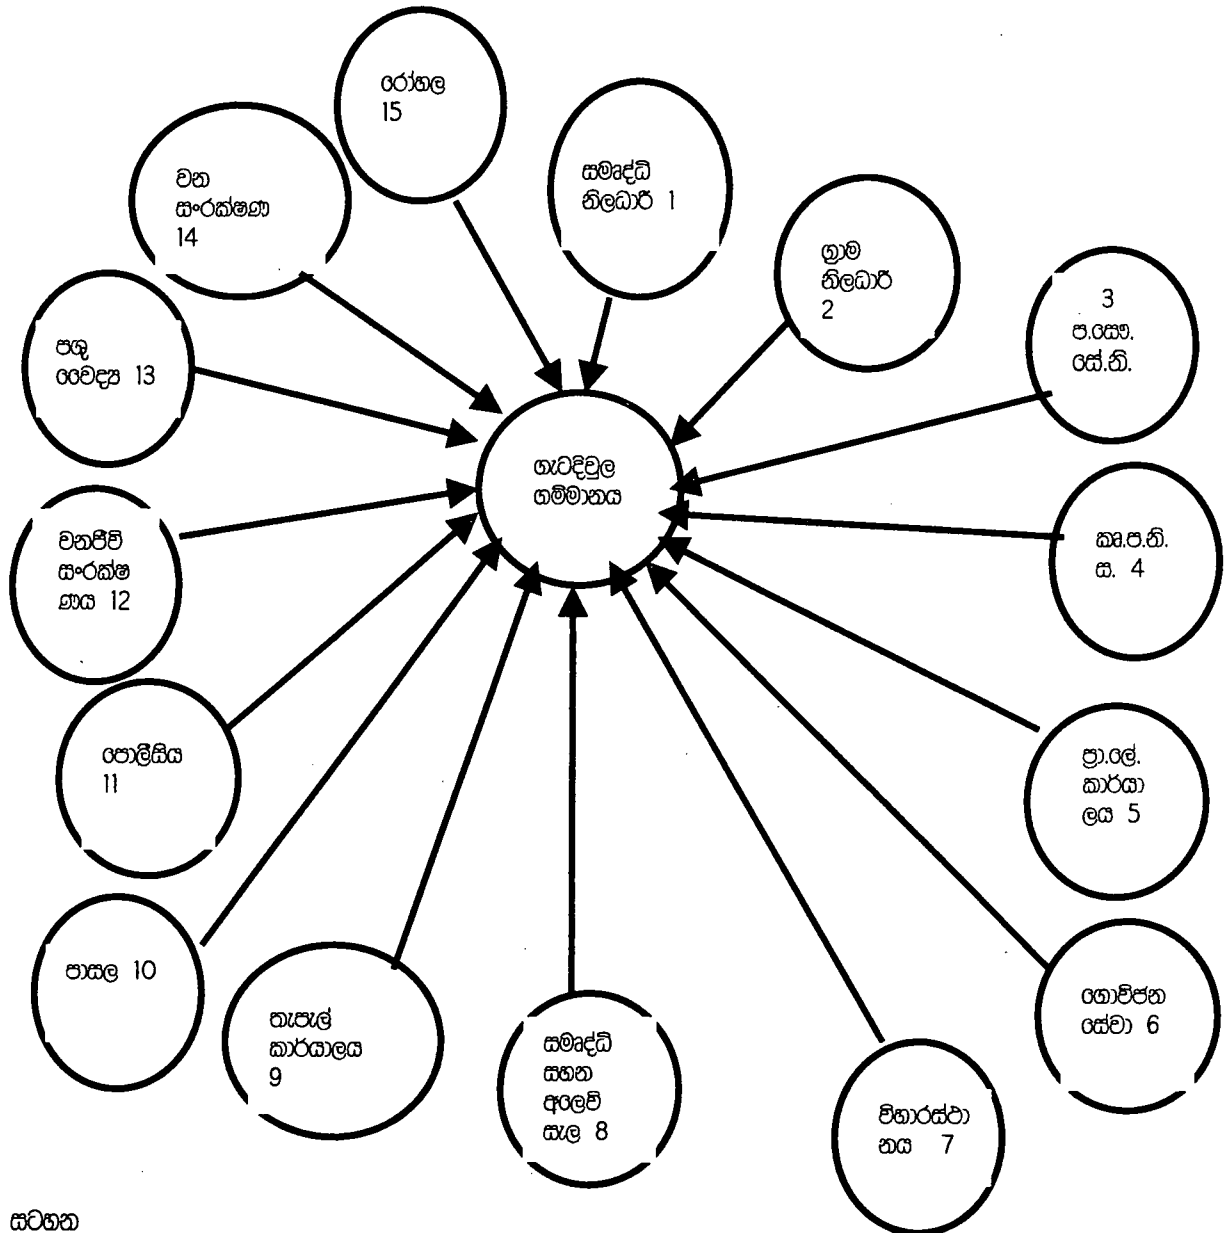 රෝහල
15
සමෘද්ධි
නිලධාරී 1
ග්‍රාම
නිලධාරී
2
3
ප.සෞ.
සේ.නි.
කෘ.ප.නි.
ස. 4
ප්‍රා.ලේ.
කාර්යා
ලය 5
ගොවිජන
සේවා 6
විහාරස්ථා
නය 7
සමෘද්ධි
සහන
අලෙවි
සැල 8
තැපැල්
කාර්යාලය
9
පාසල 10
පොලීසිය
11
වනජීවි
සංරක්ෂ
ණය 12
පශු
වෛද්‍ය 13
වන
සංරක්ෂණ
14
ගැටදිවුල
ගම්මානය
සටහන